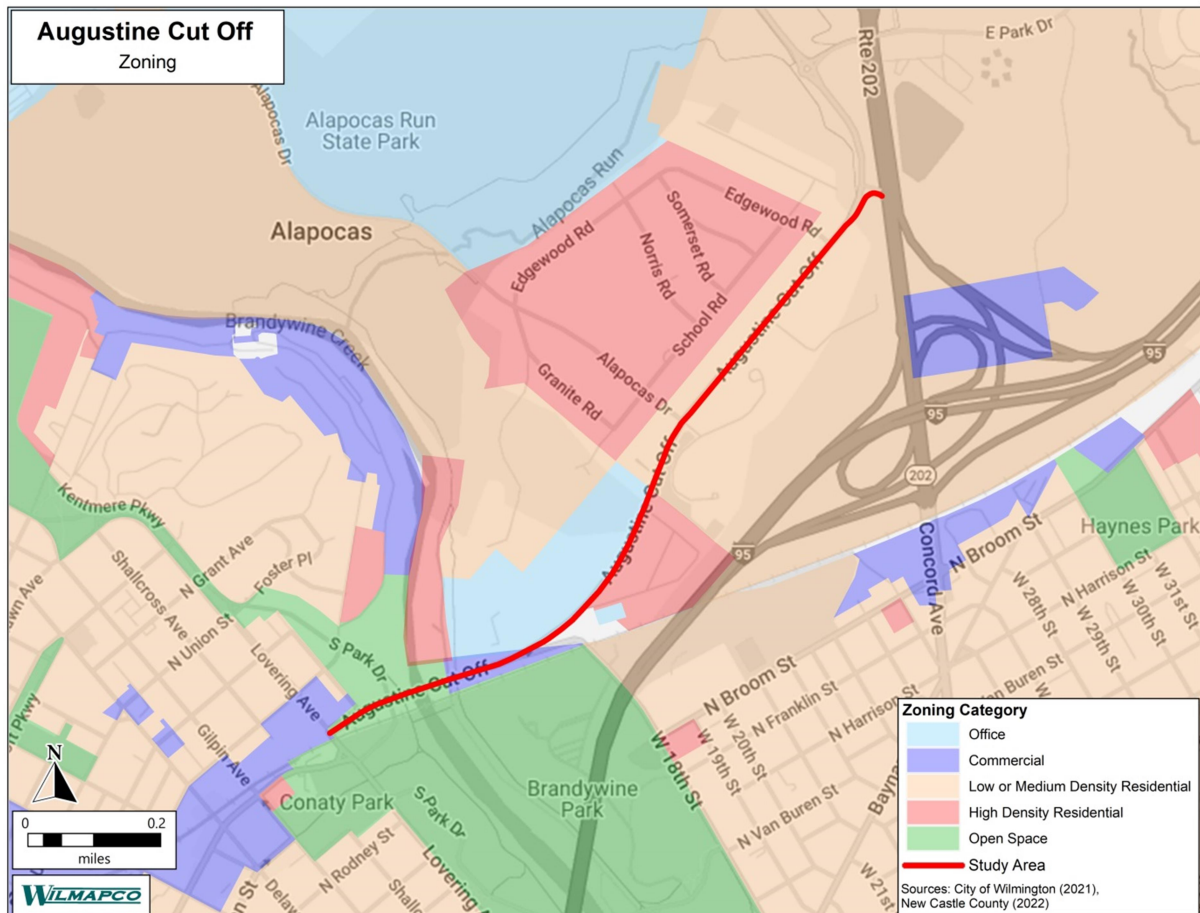 Augustine Cut Off
Zoning
E Park Dr
Rte 202
Alapocas Dr
Alapocas Run
State Park
Alapocas Run
Alapocas
Edgewood Rd
Somerset Rd
Edgewood Rd
Norris Rd
School Rd
Augustine Cut Off
Brandywine Creek
Alapocas Dr
Granite Rd
95
95
202
Augustine Cut Off
Augustine Cut Off
95
Kentmere Pkwy
N Grant Ave
Foster Pl
Shallcross Ave
N Union St
Lovering Ave
S Park Dr
Augustine Cut Off
Gilpin Ave
Concord Ave
N Broom St
Haynes Park
N Harrison St
W 31st St
W 30th St
W 29th St
W 28th St
N Broom St
N Franklin St
N Harrison St
Van Buren St
W 20th St
W 19th St
W 18th St
N Van Buren St
W 21st
Brandywine
Park
Conaty Park
S Park Dr
N Rodney St
Lovering A
N
0 0.2
miles
WILMAPCO
Zoning Category
Office
Commercial
Low or Medium Density Residential
High Density Residential
Open Space
Study Area
Sources: City of Wilmington (2021),
New Castle County (2022)